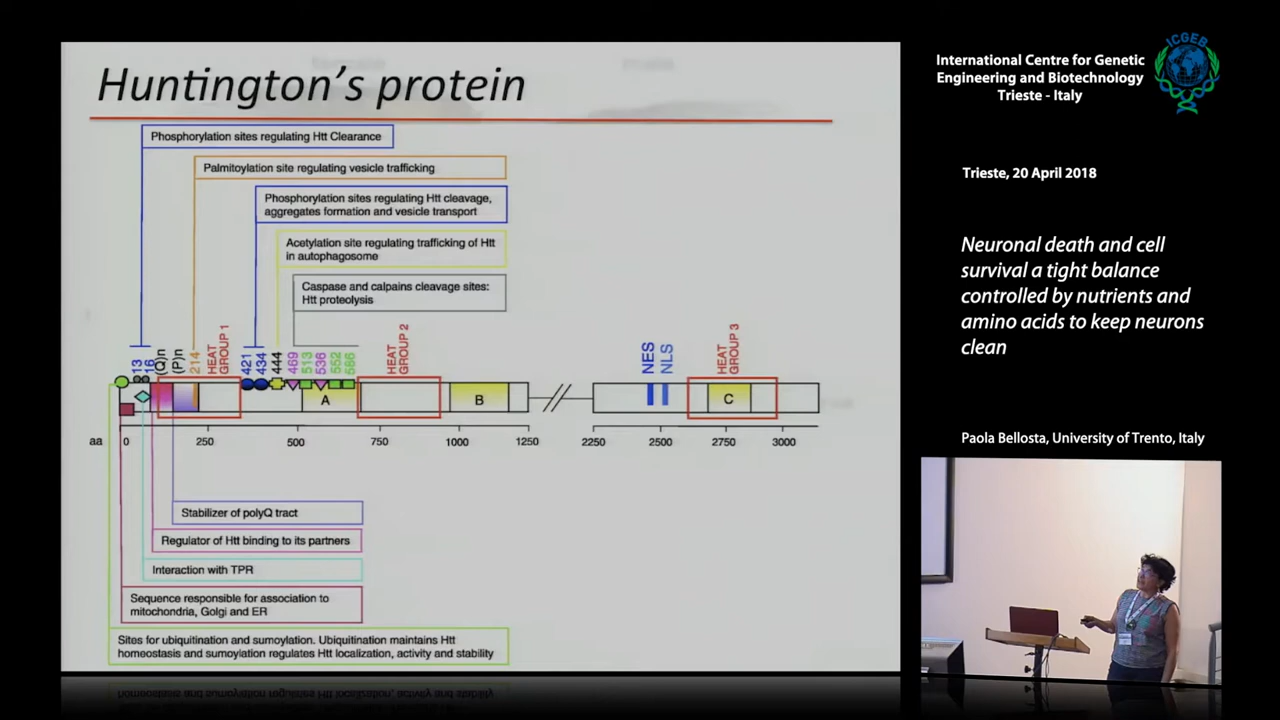 Huntington's protein
Phosphorylation sites regulating Htt Clearance
Palmitoylation site regulating vesicle trafficking
Phosphorylation sites regulating Htt cleavage,
aggregates formation and vesicle transport
Acetylation site regulating trafficking of Htt
in autophagosome
Caspase and calpains cleavage sites:
Htt proteolysis
13
16
(Q)n
(P)n
214
HEAT
GROUP 1
421
434
444
469
513
536
552
586
HEAT
GROUP 2
NES
NLS
HEAT
GROUP 3
A
B
C
aa 0 250 500 750 1000 1250 2250 2500 2750 3000
Stabilizer of polyQ tract
Regulator of Htt binding to its partners
Interaction with TPR
Sequence responsible for association to
mitochondria, Golgi and ER
Sites for ubiquitination and sumoylation. Ubiquitination maintains Htt
homeostasis and sumoylation regulates Htt localization, activity and stability
International Centre for Genetic
Engineering and Biotechnology
Trieste - Italy
ICGEB
Trieste, 20 April 2018
Neuronal death and cell
survival a tight balance
controlled by nutrients and
amino acids to keep neurons
clean
Paola Bellosta, University of Trento, Italy